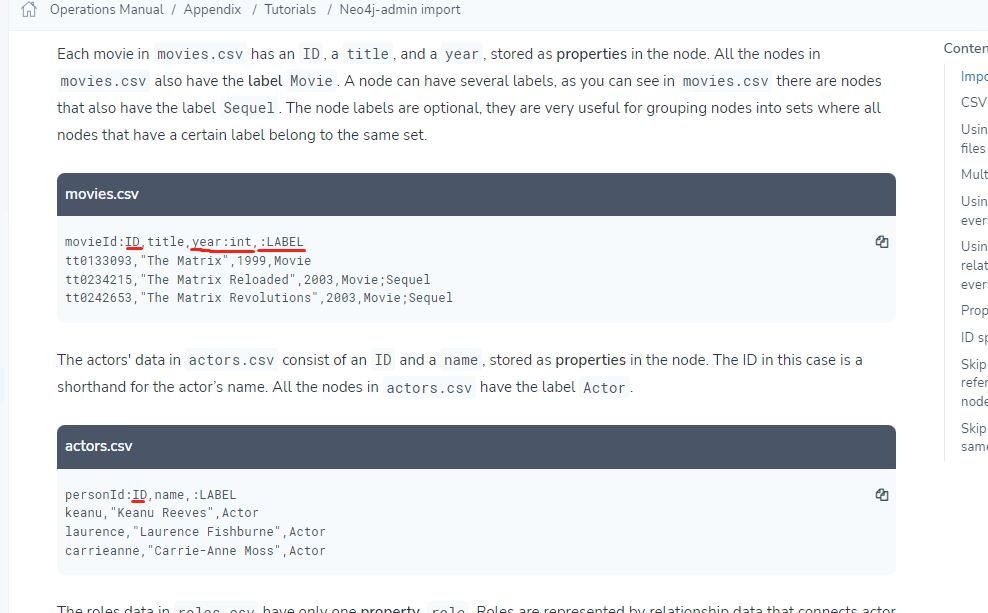 Operations Manual / Appendix / Tutorials / Neo4j-admin import
Each movie in movies.csv has an ID, a title, and a year, stored as properties in the node. All the nodes in
movies.csv also have the label Movie. A node can have several labels, as you can see in movies.csv there are nodes
that also have the label Sequel. The node labels are optional, they are very useful for grouping nodes into sets where all
nodes that have a certain label belong to the same set.
movies.csv
movieId:ID,title,year:int,:LABEL
tt0133093,"The Matrix",1999,Movie
tt0234215,"The Matrix Reloaded",2003,Movie;Sequel
tt0242653,"The Matrix Revolutions",2003,Movie;Sequel
The actors' data in actors.csv consist of an ID and a name, stored as properties in the node. The ID in this case is a
shorthand for the actor's name. All the nodes in actors.csv have the label Actor.
actors.csv
personId:ID,name,:LABEL
keanu,"Keanu Reeves",Actor
laurence,"Laurence Fishburne",Actor
carrieanne,"Carrie-Anne Moss",Actor
The roles data in roles.csv have only one property, role. Roles are represented by relationship data that connects actor
Conten
Impo
CSV
Usin
files
Mult
Usin
ever
Usin
relat
ever
Prop
ID sp
Skip
refer
node
Skip
same